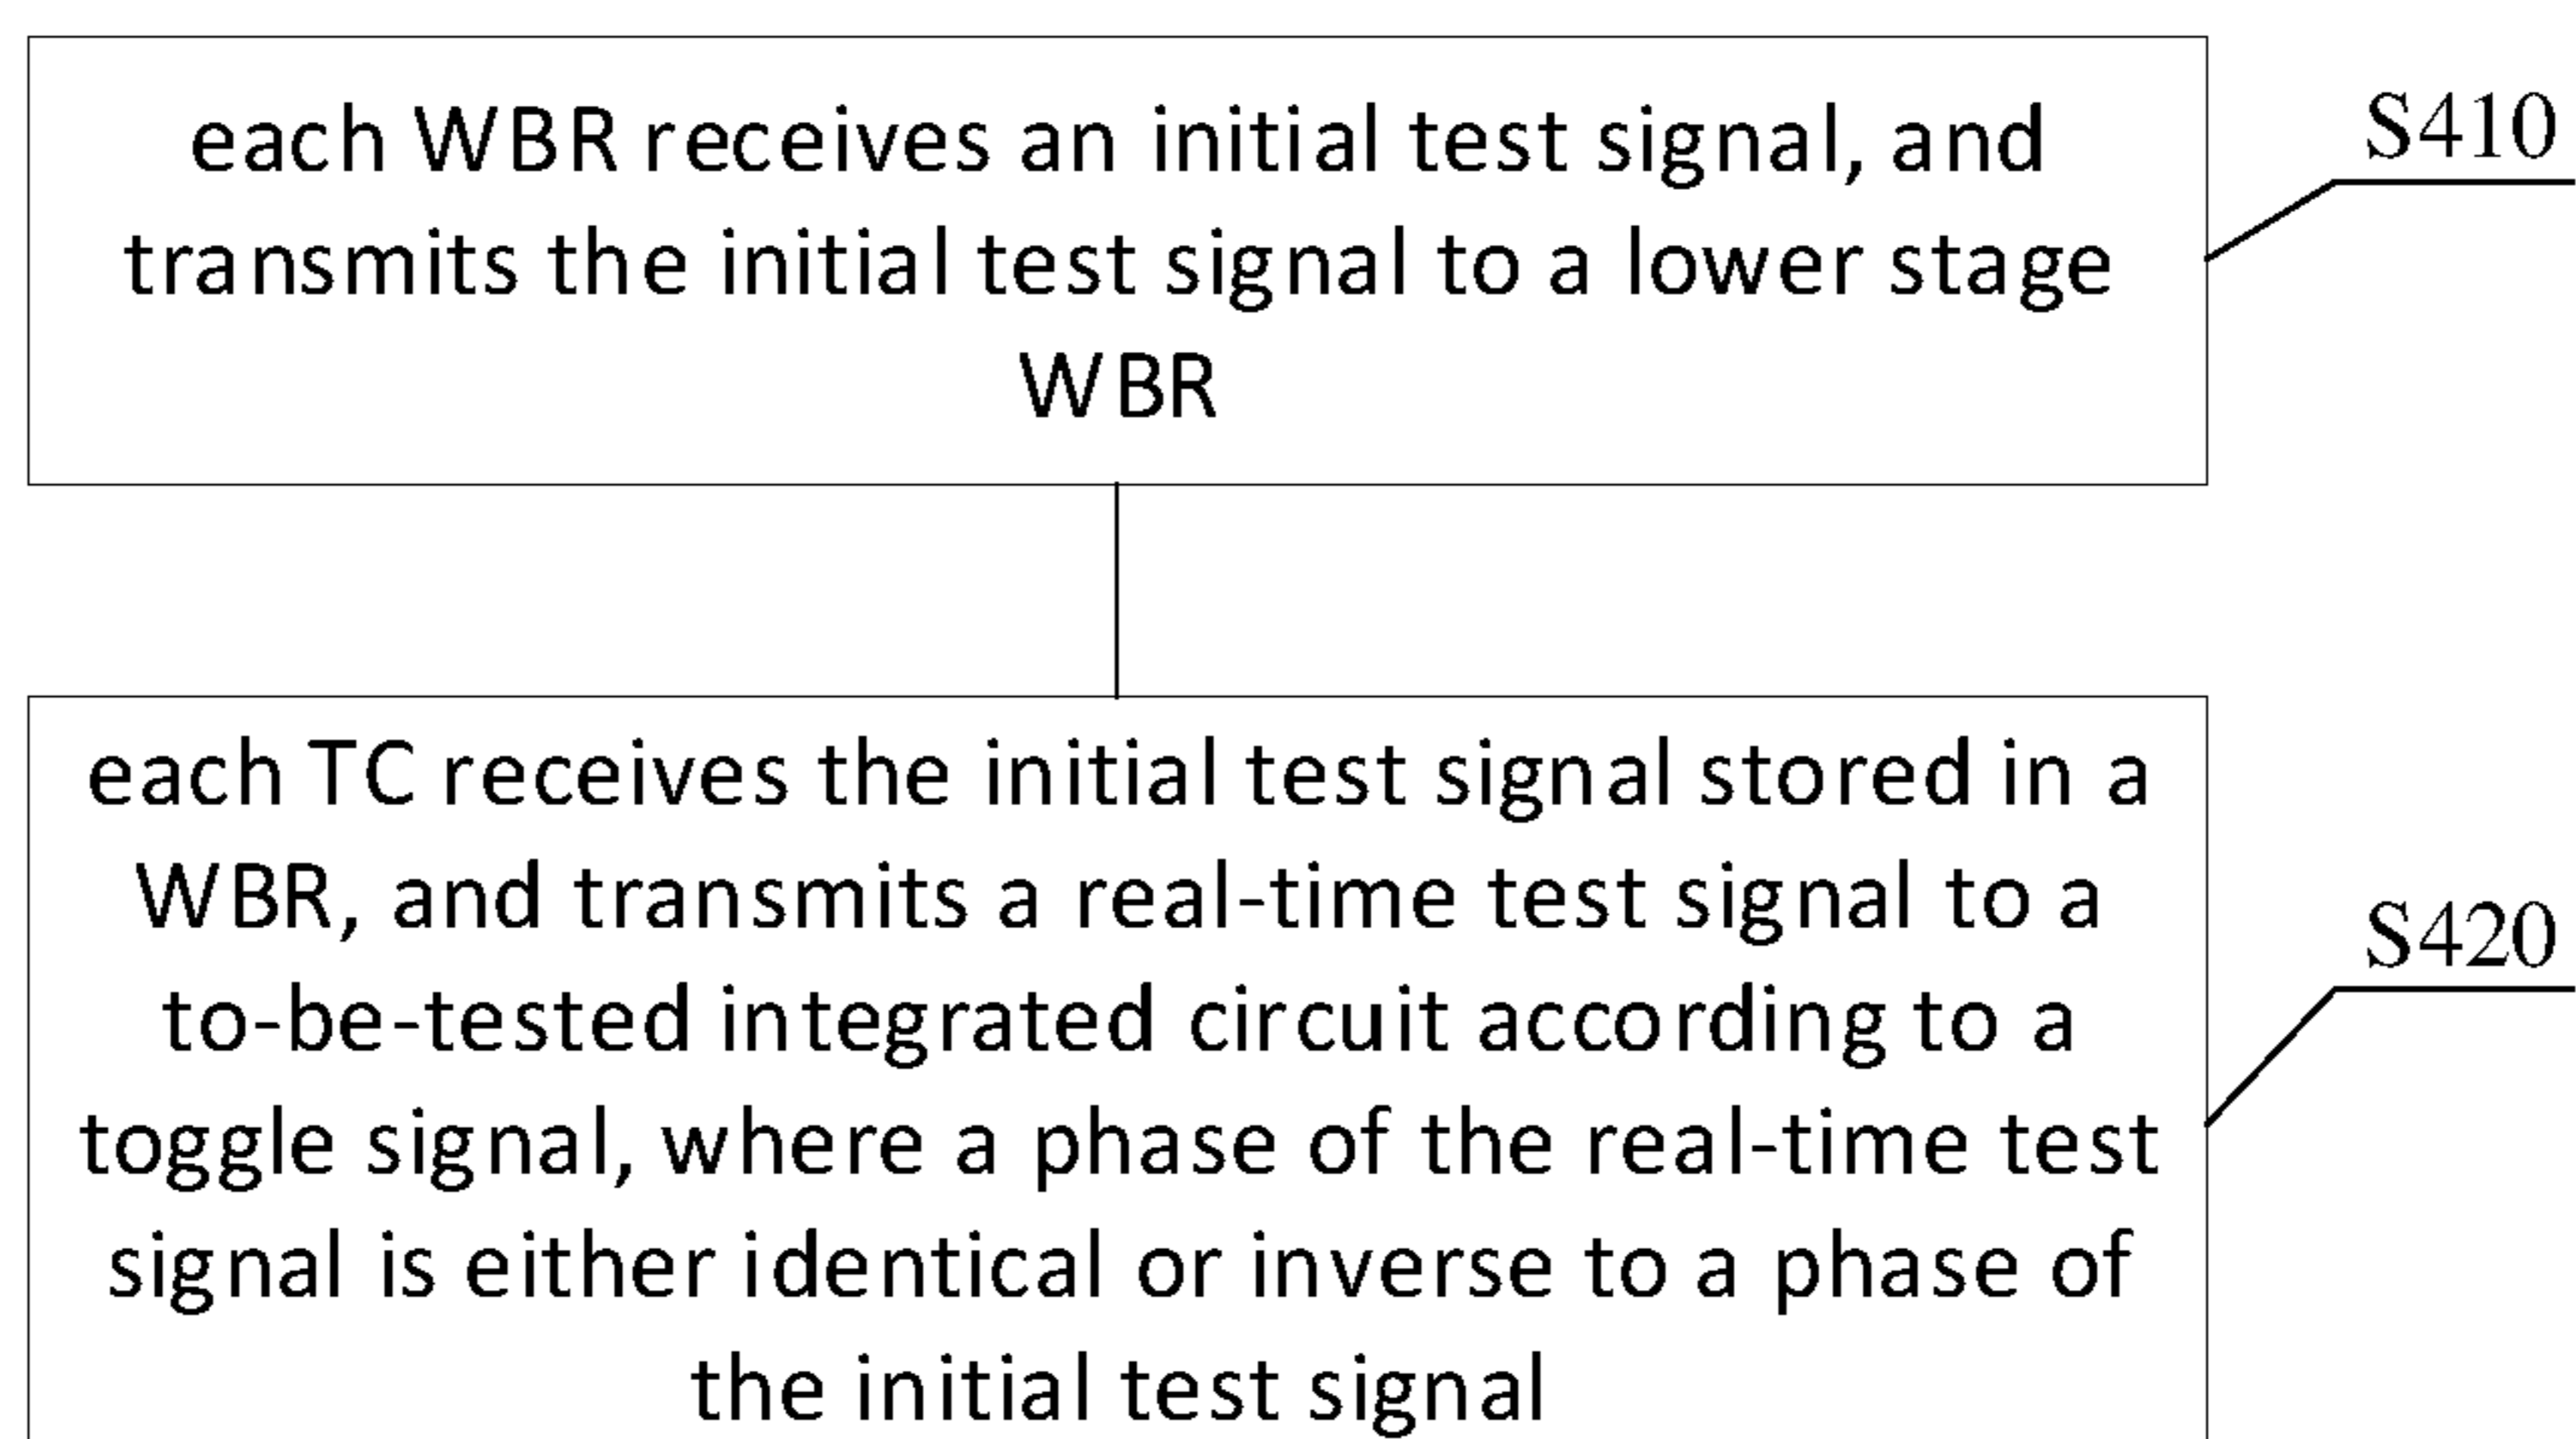 each WBR receives an initial test signal, and
transmits the initial test signal to a lower stage
WBR
S410
each TC receives the initial test signal stored in a
WBR, and transmits a real-time test signal to a
to-be-tested integrated circuit according to a
toggle signal, where a phase of the real-time test
signal is either identical or inverse to a phase of
the initial test signal
S420